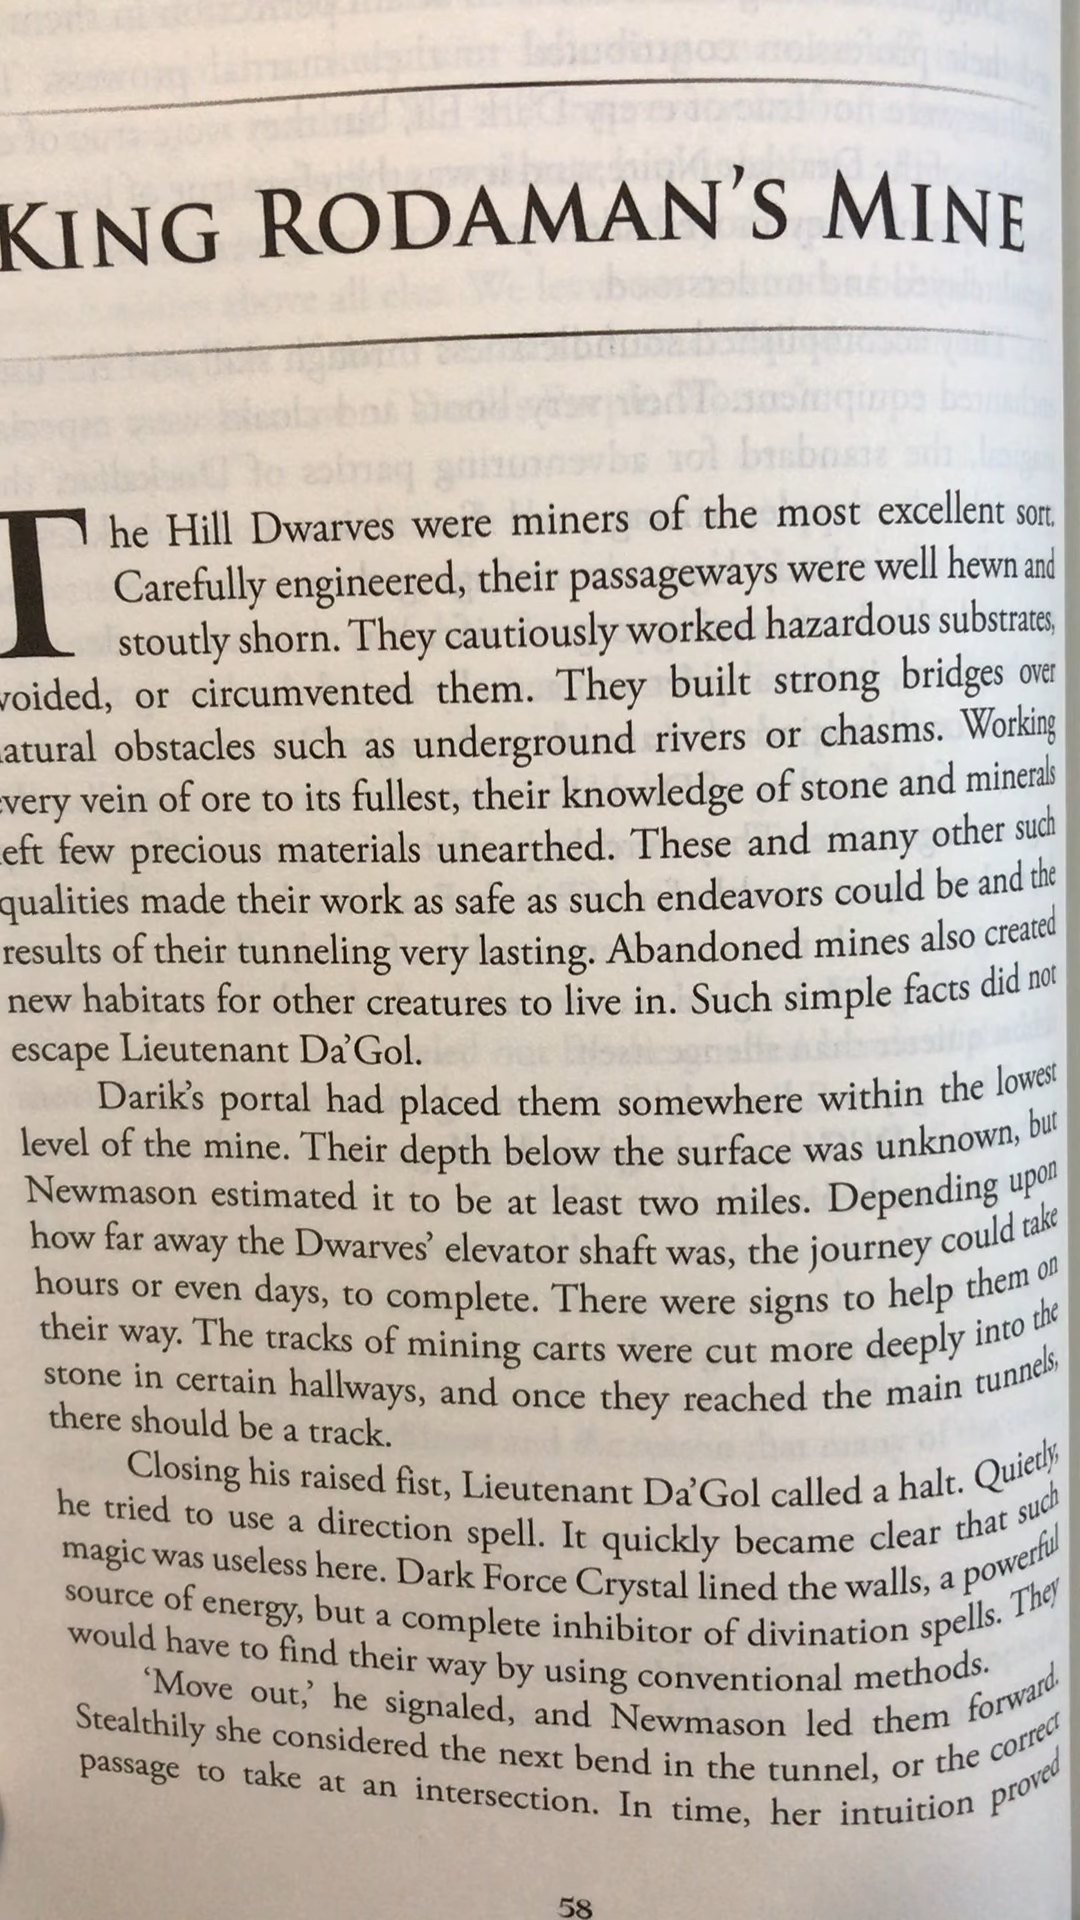 KING RODAMAN'S MINE
The Hill Dwarves were miners of the most excellent sort.
Carefully engineered, their passageways were well hewn and
stoutly shorn. They cautiously worked hazardous substrates,
voided, or circumvented them. They built strong bridges over
atural obstacles such as underground rivers or chasms. Working
very vein of ore to its fullest, their knowledge of stone and minerals
eft few precious materials unearthed. These and many other such
qualities made their work as safe as such endeavors could be and the
results of their tunneling very lasting. Abandoned mines also created
new habitats for other creatures to live in. Such simple facts did not
escape Lieutenant Da'Gol.
Darik's portal had placed them somewhere within the lowest
level of the mine. Their depth below the surface was unknown, but
Newmason estimated it to be at least two miles. Depending upon
how far away the Dwarves' elevator shaft was, the journey could take
hours or even days, to complete. There were signs to help them on
their way. The tracks of mining carts were cut more deeply into the
stone in certain hallways, and once they reached the main tunnels,
there should be a track.
Closing his raised fist, Lieutenant Da'Gol called a halt. Quietly,
he tried to use a direction spell. It quickly became clear that such
magic was useless here. Dark Force Crystal lined the walls, a powerful
source of energy, but a complete inhibitor of divination spells. They
would have to find their way by using conventional methods.
'Move out,' he signaled, and Newmason led them forward.
Stealthily she considered the next bend in the tunnel, or the correct
passage to take at an intersection. In time, her intuition proved
58